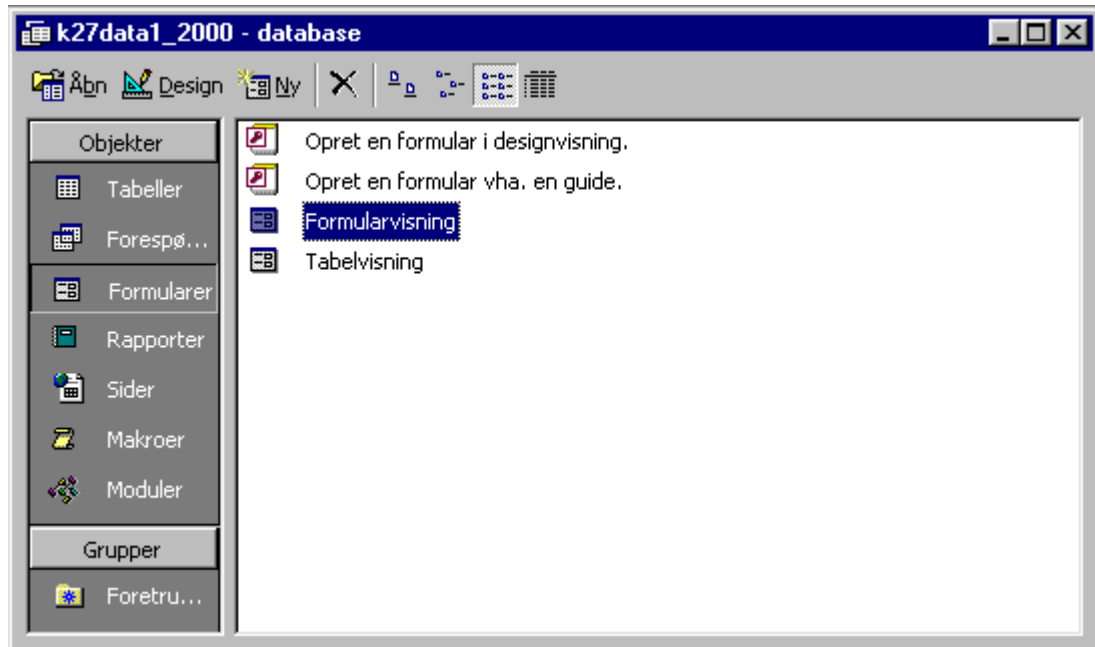 k27data1_2000 - database
Åbn Design Ny
Objekter
Tabeller
Forespø...
Formularer
Rapporter
Sider
Makroer
Moduler
Grupper
Foretru...
Opret en formular i designvisning.
Opret en formular vha. en guide.
Formularvisning
Tabelvisning